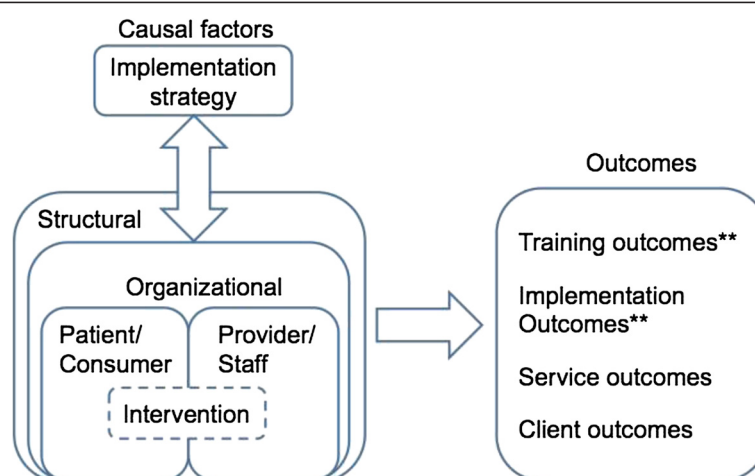 Causal factors
Implementation
strategy
Structural
Organizational
Patient/
Consumer
Provider/
Staff
Intervention
Outcomes
Training outcomes**
Implementation
Outcomes**
Service outcomes
Client outcomes